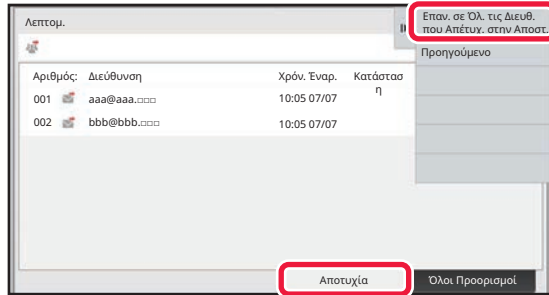 Λεπτομ.
Επαν. σε Όλ. τις Διευθ.
που Απέτυχ. στην Αποστ.
Προηγούμενο
Αριθμός: Διεύθυνση Χρόν. Έναρ. Κατάστασ
η
001 aaa@aaa.□□□ 10:05 07/07
002 bbb@bbb.□□□ 10:05 07/07
Αποτυχία Όλοι Προορισμοί